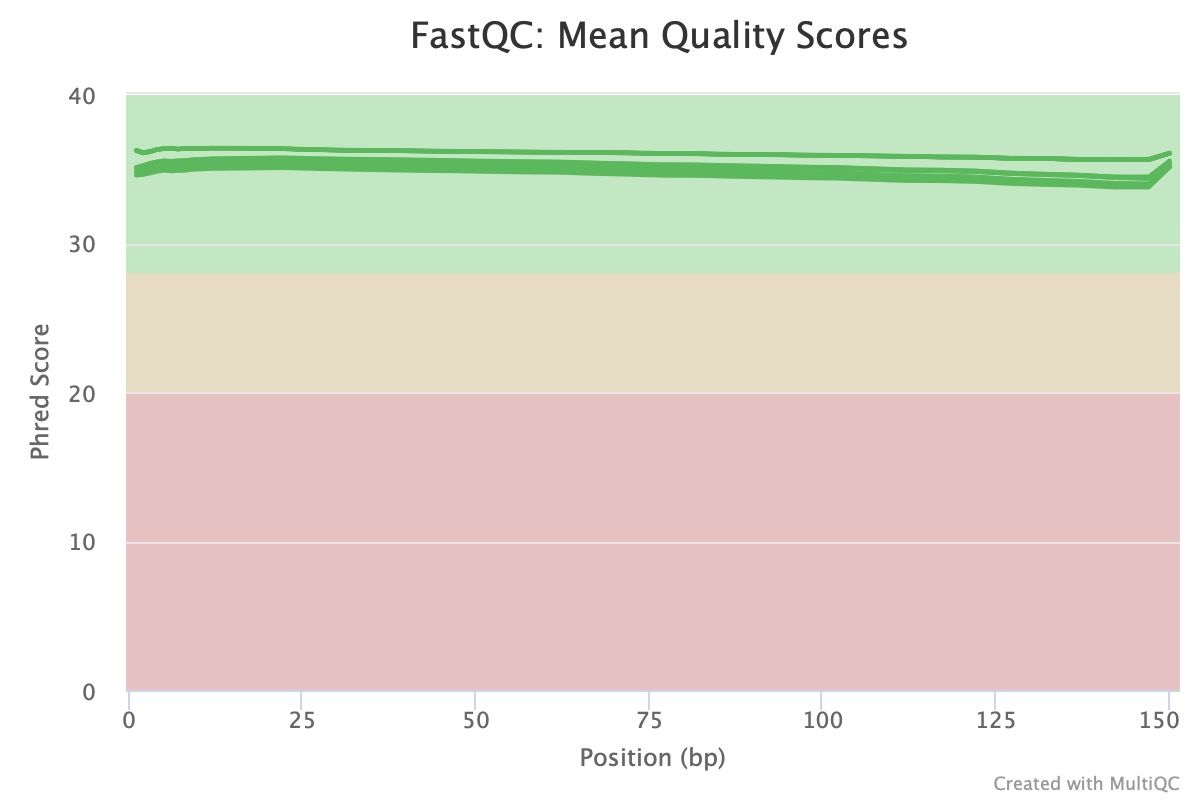 FastQC: Mean Quality Scores
40
30
20
10
0
Phred Score
0 25 50 75 100 125 150
Position (bp)
Created with MultiQC